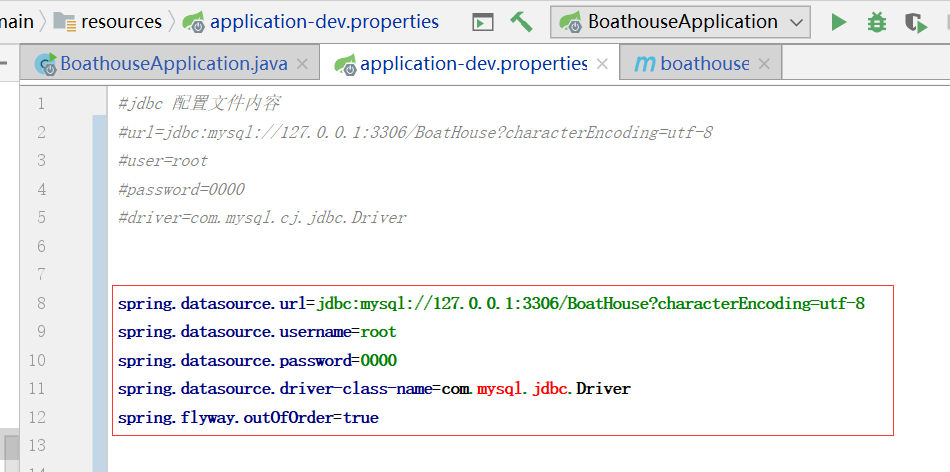 main resources application-dev.properties BoathouseApplication
BoathouseApplication.java application-dev.properties m boathouse
1 #jdbc 配置文件内容
2 #url=jdbc:mysql://127.0.0.1:3306/BoatHouse?characterEncoding=utf-8
3 #user=root
4 #password=0000
5 #driver=com.mysql.cj.jdbc.Driver
6
7
8 spring.datasource.url=jdbc:mysql://127.0.0.1:3306/BoatHouse?characterEncoding=utf-8
9 spring.datasource.username=root
10 spring.datasource.password=0000
11 spring.datasource.driver-class-name=com.mysql.jdbc.Driver
12 spring.flyway.outOfOrder=true
13